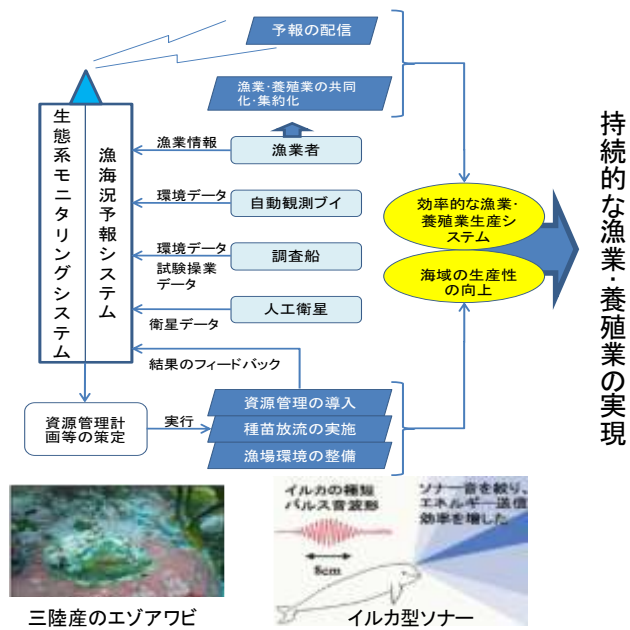 予報の配信
漁業・養殖業の共同
化・集約化
生態系モニタリングシステム
漁海況予報システム
漁業情報
漁業者
環境データ
自動観測ブイ
環境データ
試験操業
データ
調査船
人工衛星
衛星データ
結果のフィードバック
効率的な漁業・
養殖業生産シ
ステム
海域の生産性
の向上
持続的な漁業・養殖業の実現
資源管理計
画等の策定
実行
資源管理の導入
種苗放流の実施
漁場環境の整備
イルカの種短
パルス音波形
8cm
ソナー音を絞り、
エネルギー送信
効率を増した
三陸産のエゾアワビ
イルカ型ソナー